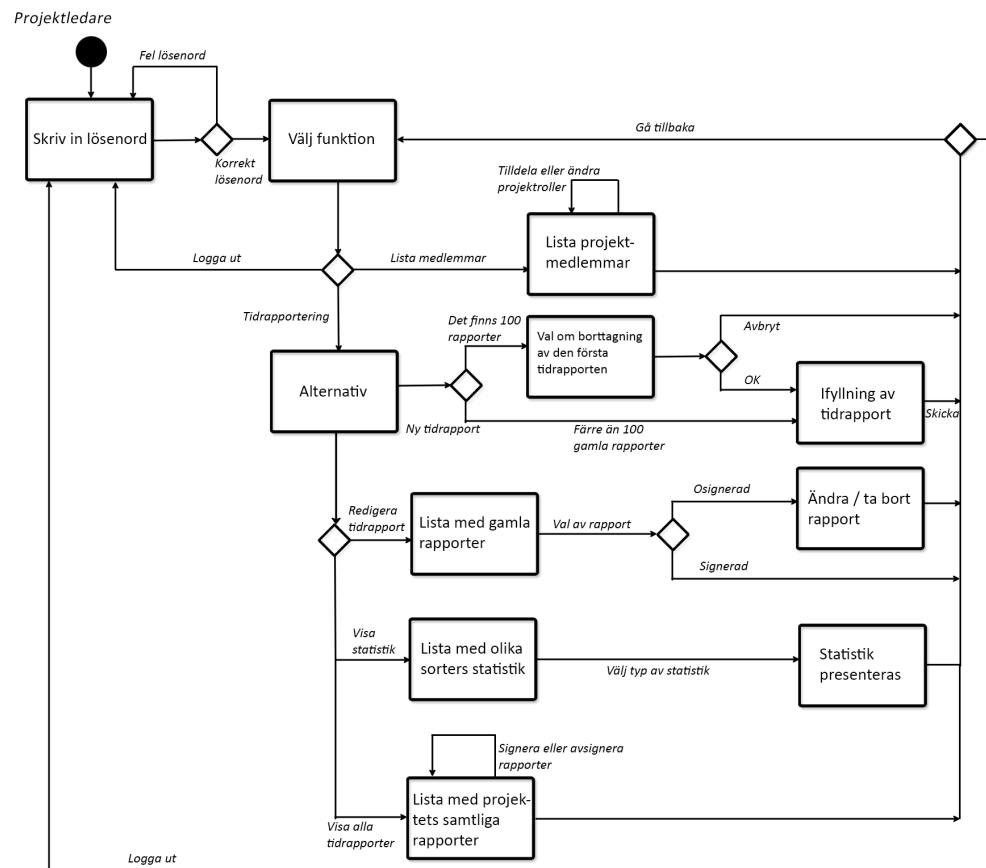 Projektledare
Fel lösenord
Skriv in lösenord
Korrekt
lösenord
Välj funktion
Gå tillbaka
Tilldela eller ändra
projektroller
Lista projekt-
medlemmar
Logga ut
Lista medlemmar
Tidrapportering
Det finns 100
rapporter
Val om borttagning
av den första
tidrapporten
Avbryt
OK
Alternativ
Ny tidrapport
Färre än 100
gamla rapporter
Ifyllning av
tidrapport
Skicka
Redigera
tidrapport
Lista med gamla
rapporter
Val av rapport
Osignerad
Ändra / ta bort
rapport
Signerad
Visa
statistik
Lista med olika
sorters statistik
Välj typ av statistik
Statistik
presenteras
Signera eller avsignera
rapporter
Lista med projek-
tets samtliga
rapporter
Visa alla
tidrapporter
Logga ut